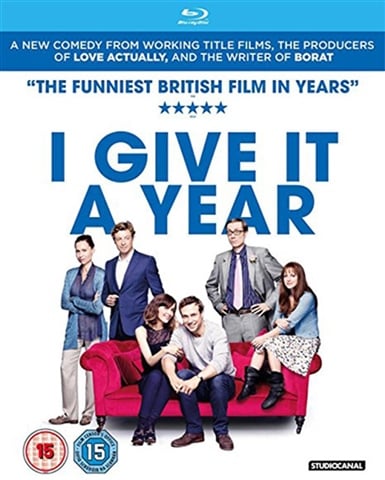 Blu-ray Disc
A NEW COMEDY FROM WORKING TITLE FILMS, THE PRODUCERS
OF LOVE ACTUALLY, AND THE WRITER OF BORAT
"THE FUNNIEST BRITISH FILM IN YEARS"
I GIVE IT
A YEAR
15
15
STUDIOCANAL